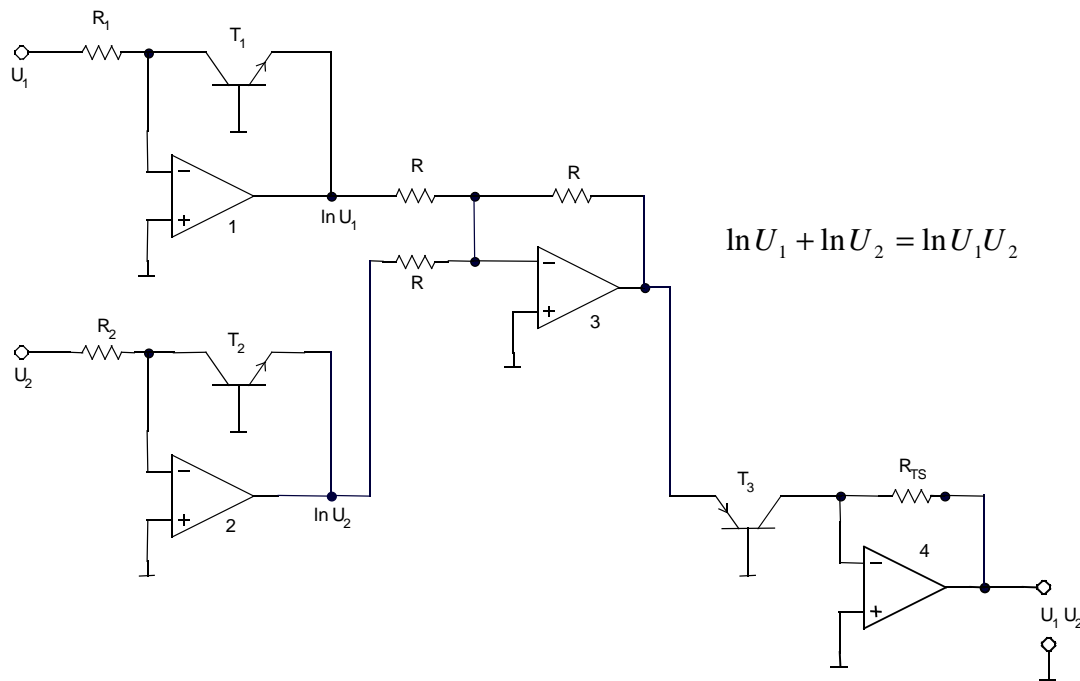 R₁
T₁
U₁
−
+
1
ln U₁
R
R
R
−
+
3
ln U₁ + ln U₂ = ln U₁U₂
R₂
T₂
U₂
−
+
2
ln U₂
T₃
R_TS
4
−
+
U₁ U₂